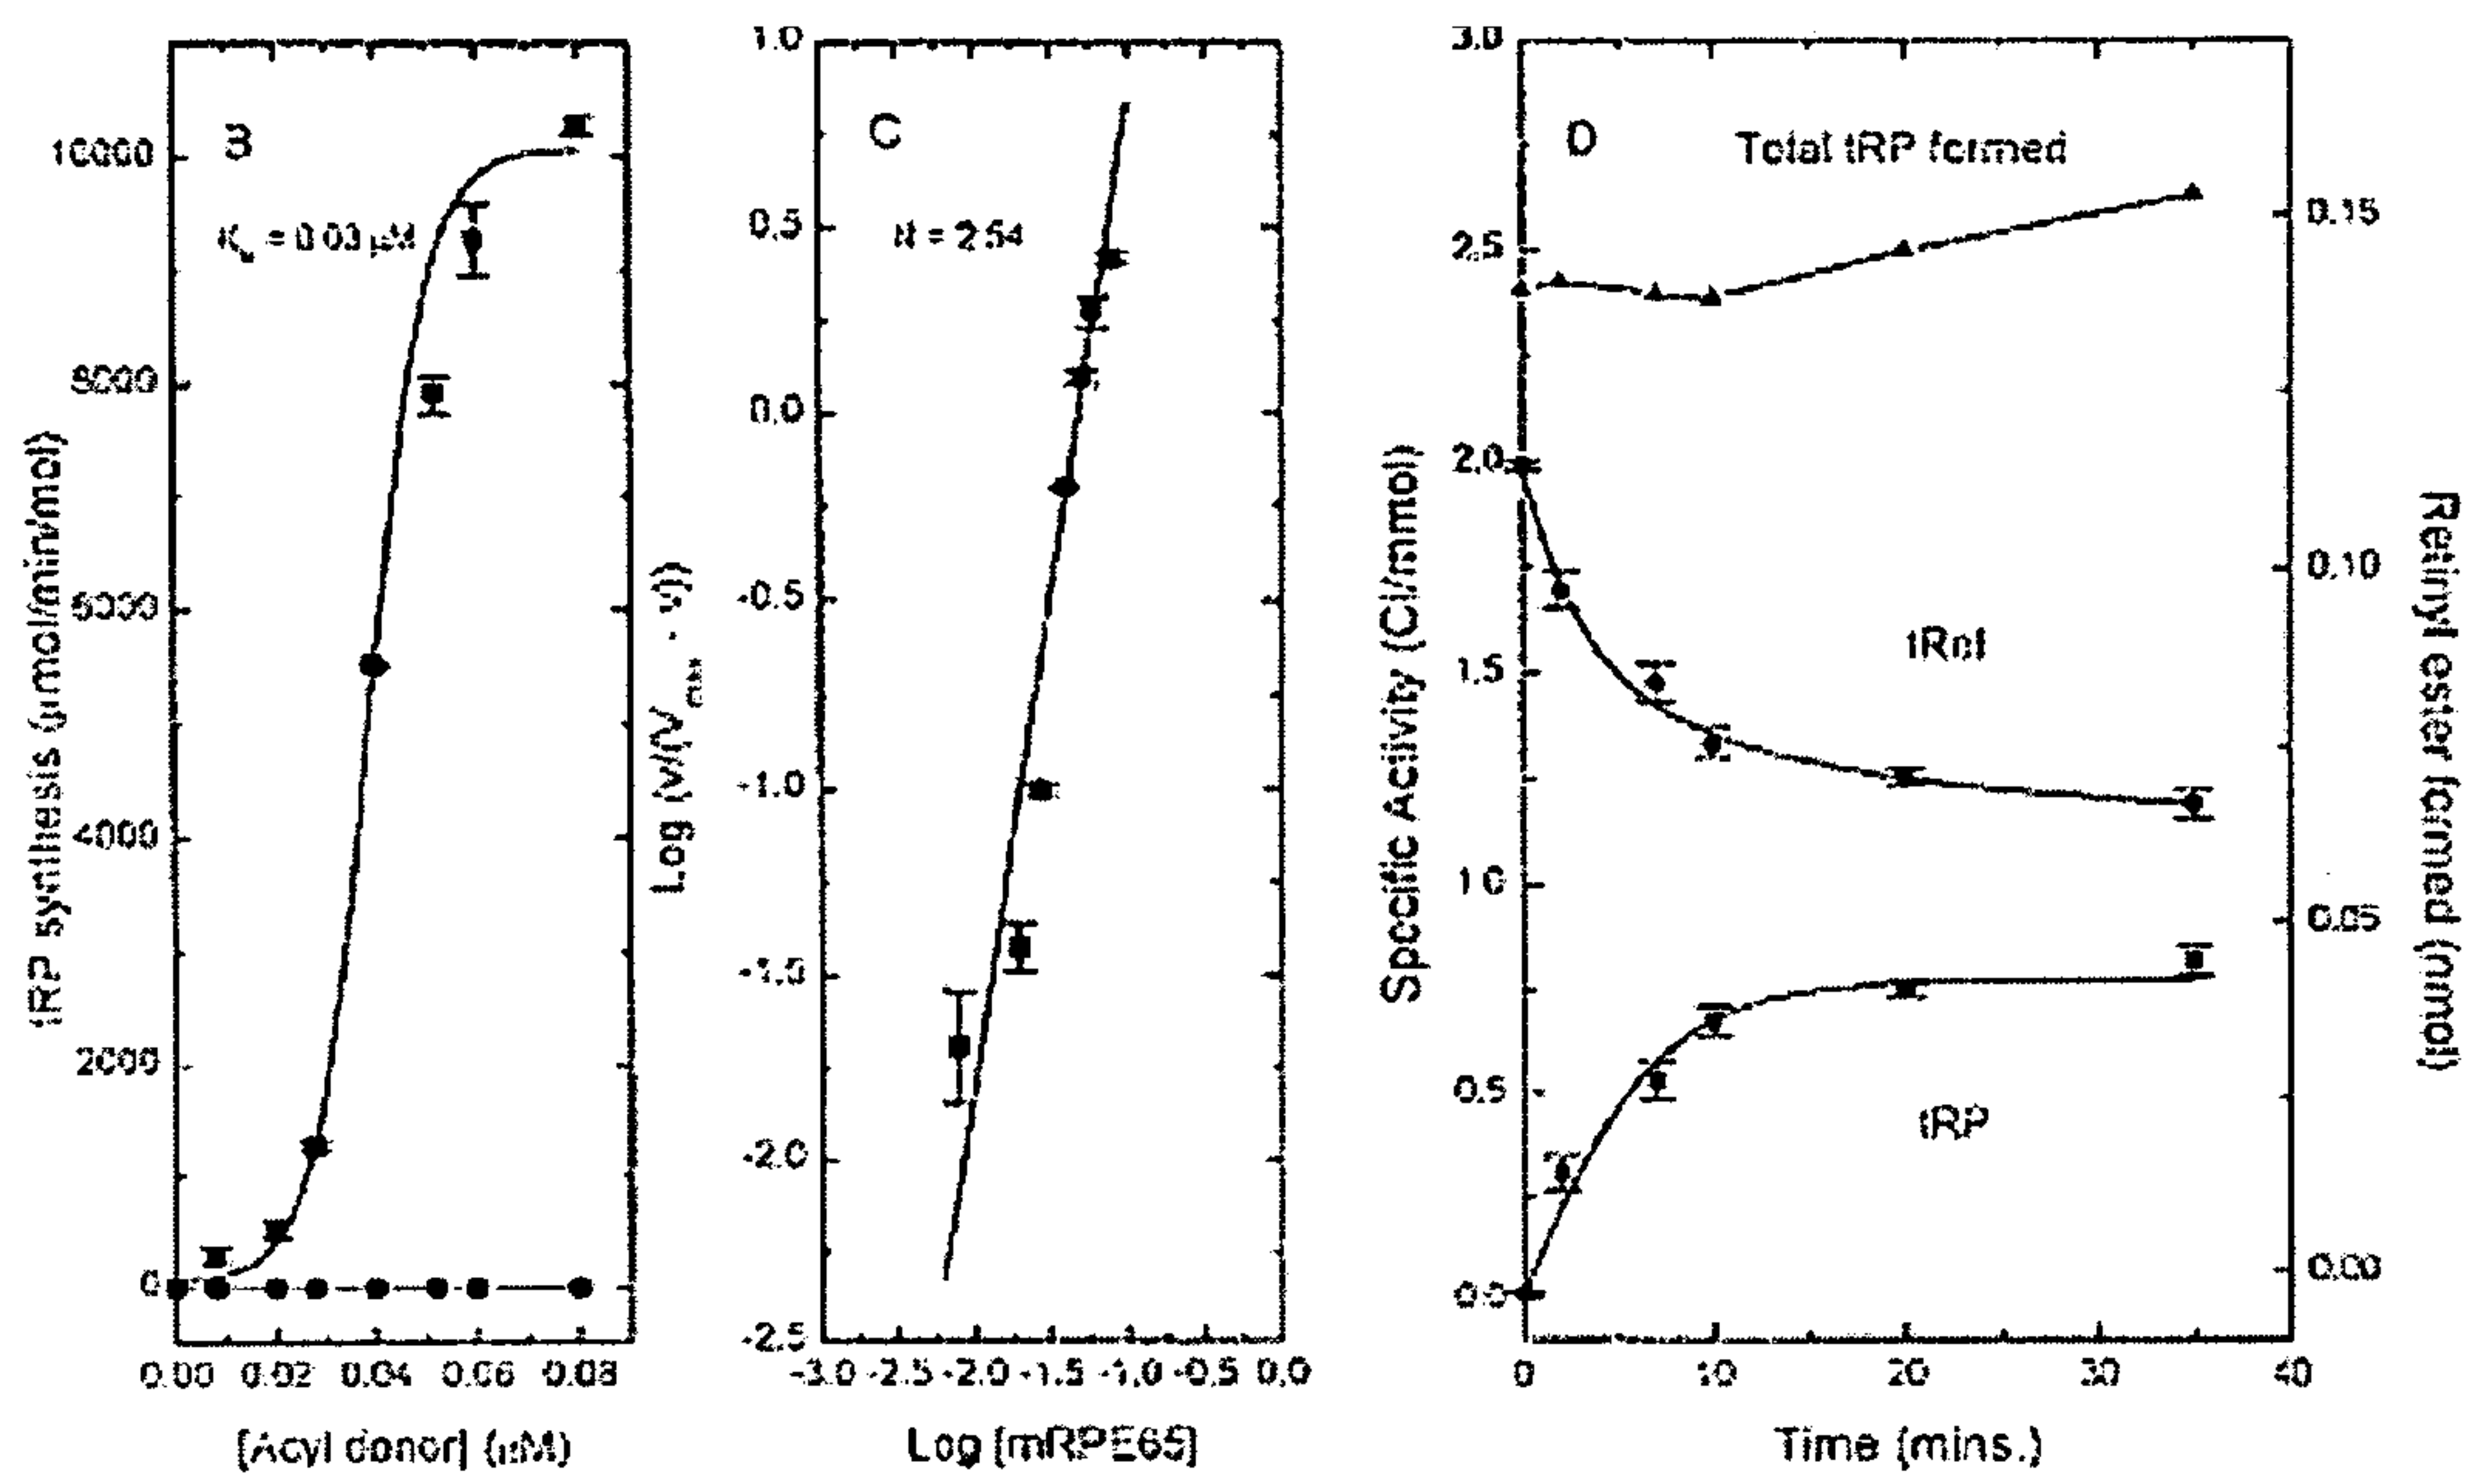 B
10000
8000
6000
4000
2000
0
0.00 0.02 0.04 0.06 0.08
tRP synthesis (μmol/min/mol)
[Acyl donor] (μM)
= 0.03 μM
C
N = 2.54
1.0
0.5
0.0
-0.5
-1.0
-1.5
-2.0
-2.5
-3.0 -2.5 -2.0 -1.5 -1.0 -0.5 0.0
Log (v/(Vmax - v))
Log [mRPE65]
D
Total tRP formed
tRol
tRP
3.0
2.5
2.0
1.5
1.0
0.5
0.0
0 10 20 30 40
0.15
0.10
0.05
0.00
Specific Activity (Ci/mmol)
Time (mins.)
Retinyl ester formed (nmol)